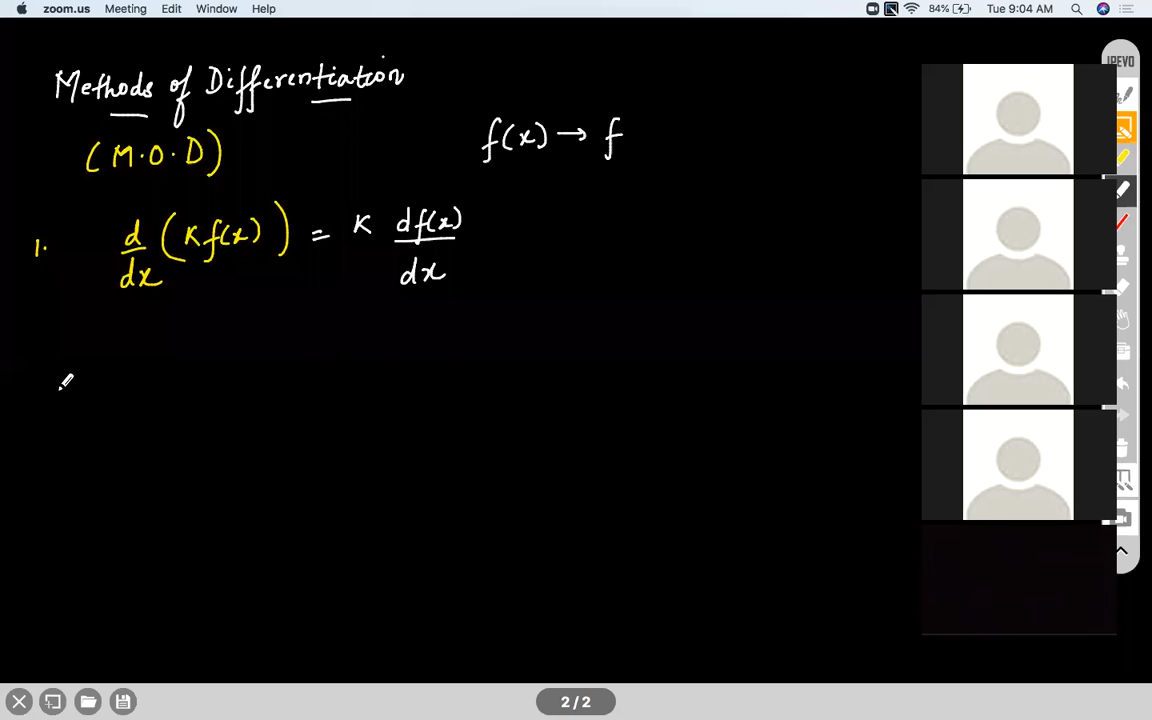 zoom.us Meeting Edit Window Help 84% Tue 9:04 AM
IPEVO
Methods of Differentiation
(M.O.D)
f(x) → f
1. d/dx (K f(x)) = K df(x)/dx
2 / 2